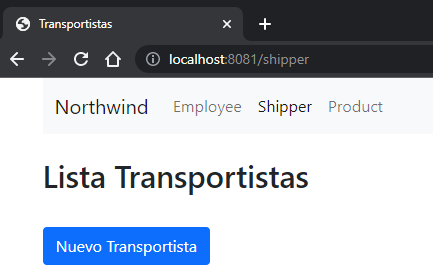 Transportistas
localhost:8081/shipper
Northwind Employee Shipper Product
Lista Transportistas
Nuevo Transportista